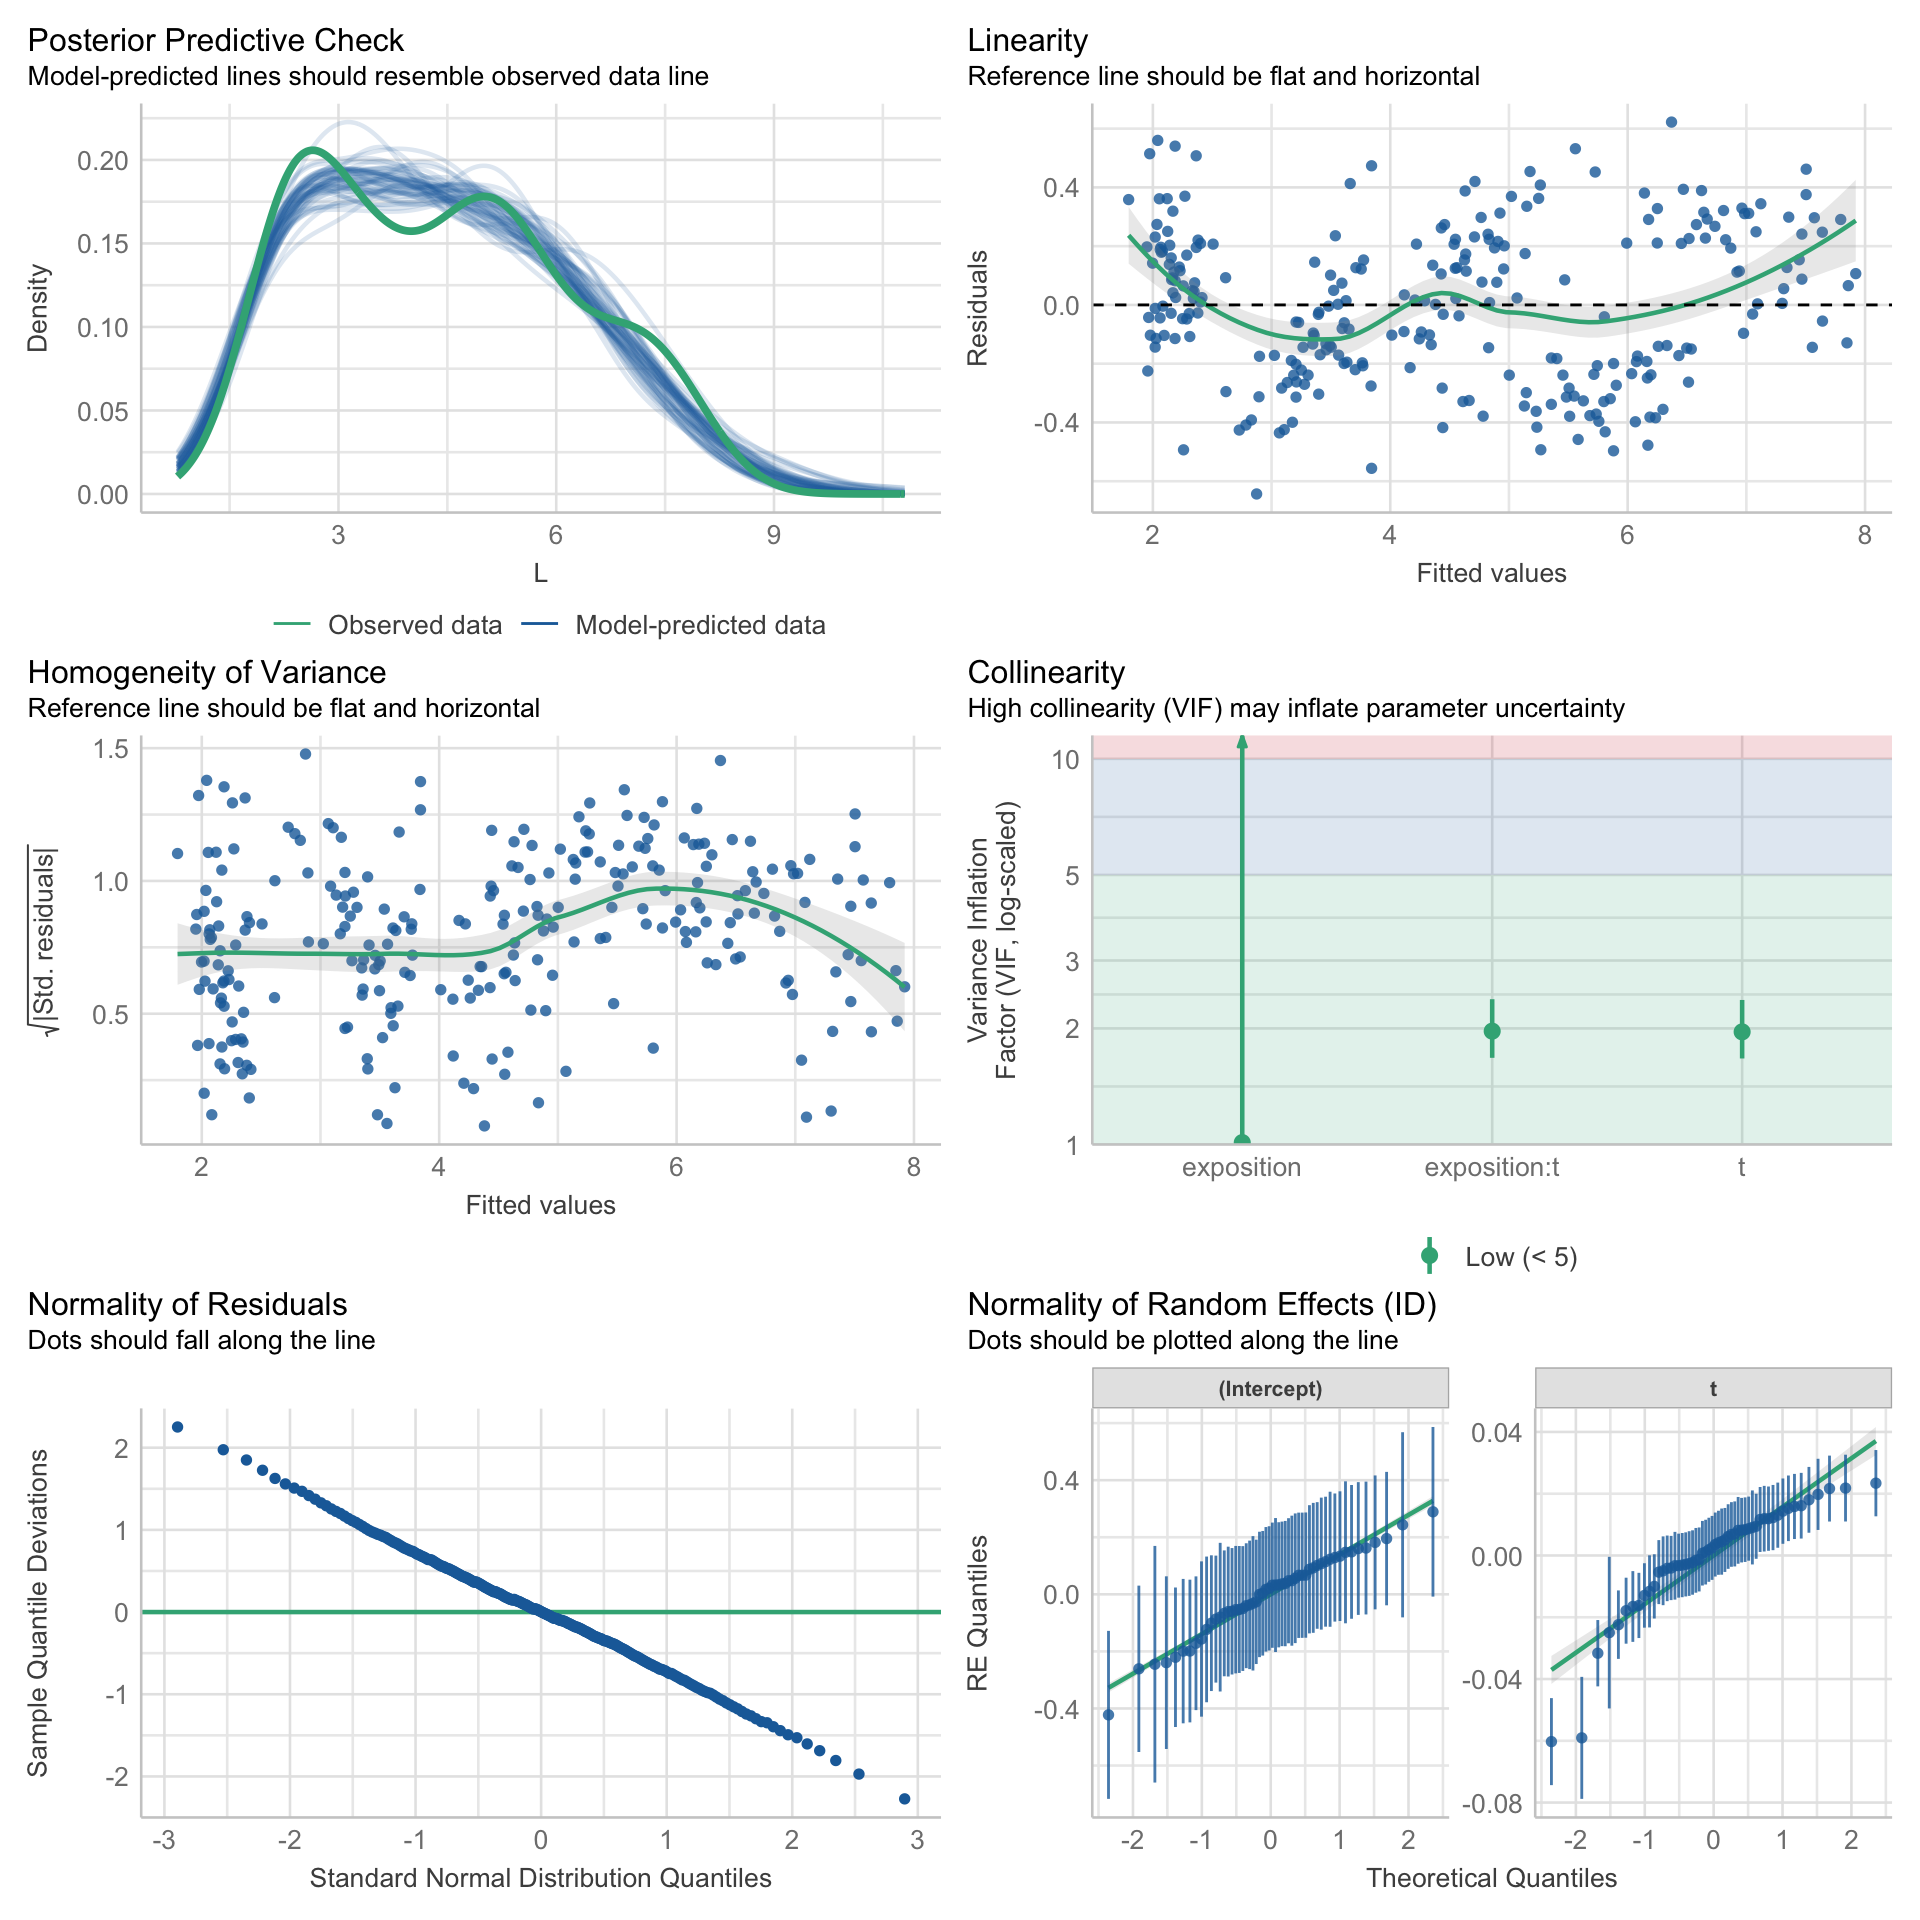 Posterior Predictive Check
Model-predicted lines should resemble observed data line
0.20
0.15
0.10
0.05
0.00
Density
3 6 9
L
Observed data Model-predicted data
Linearity
Reference line should be flat and horizontal
0.4
0.0
-0.4
Residuals
2 4 6 8
Fitted values
Homogeneity of Variance
Reference line should be flat and horizontal
1.5
1.0
0.5
√|Std. residuals|
2 4 6 8
Fitted values
Collinearity
High collinearity (VIF) may inflate parameter uncertainty
10
5
3
2
1
Variance Inflation
Factor (VIF, log-scaled)
exposition exposition:t t
Low (< 5)
Normality of Residuals
Dots should fall along the line
2
1
0
-1
-2
Sample Quantile Deviations
-3 -2 -1 0 1 2 3
Standard Normal Distribution Quantiles
Normality of Random Effects (ID)
Dots should be plotted along the line
(Intercept) t
0.4
0.0
-0.4
RE Quantiles
-2 -1 0 1 2
0.04
0.00
-0.04
-0.08
-2 -1 0 1 2
Theoretical Quantiles